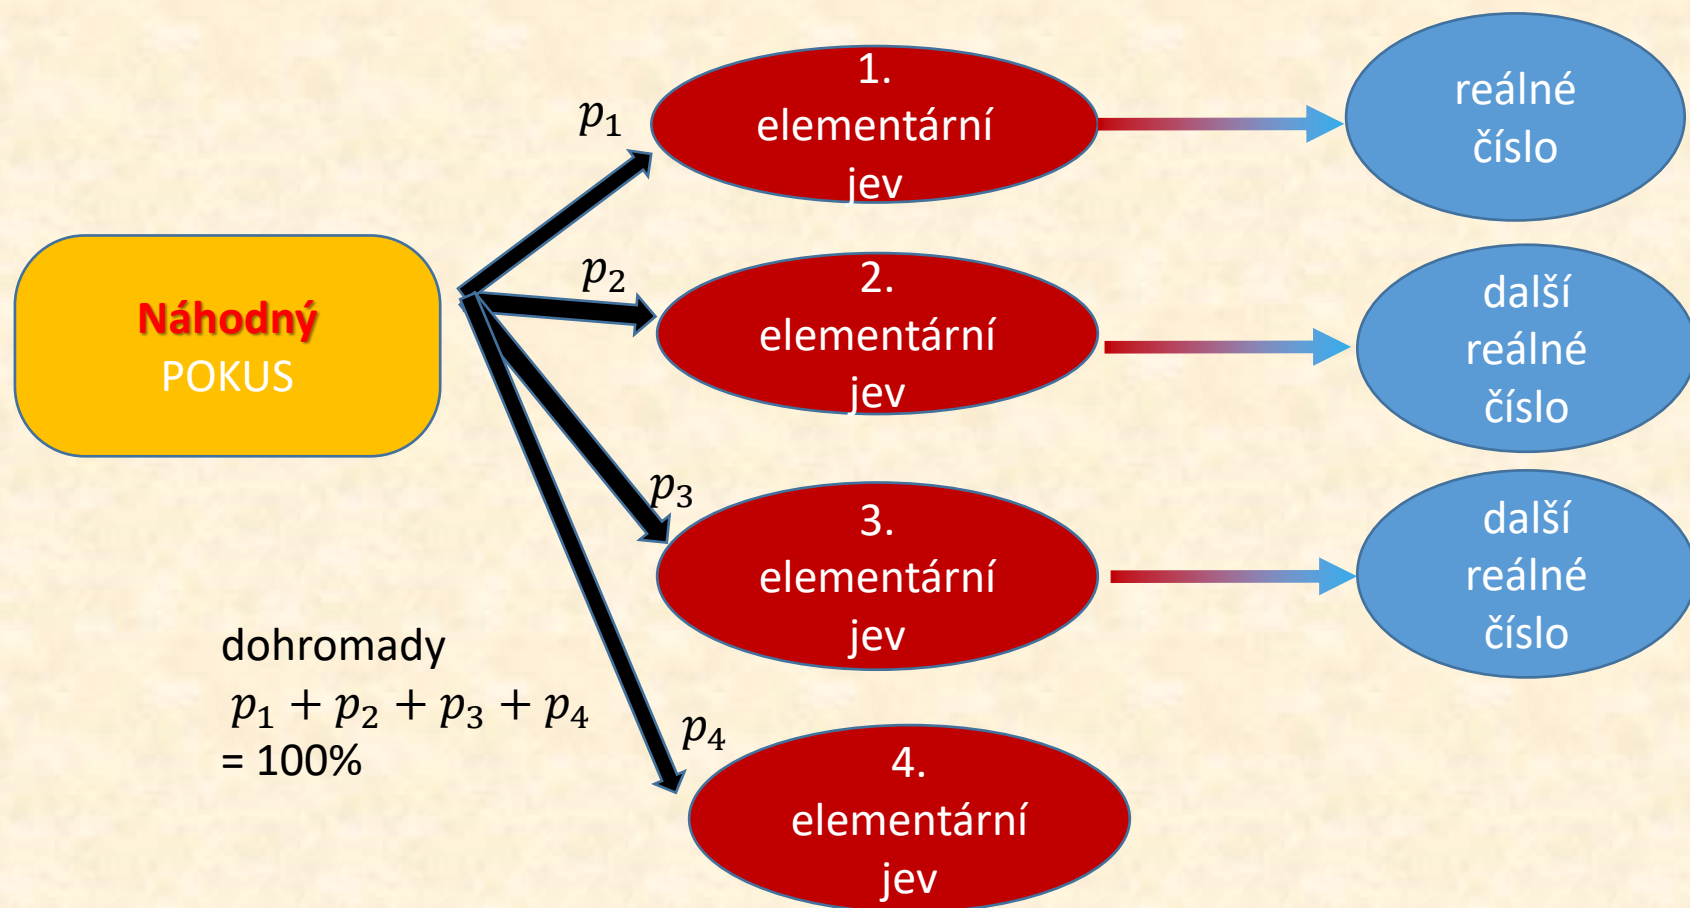 Náhodný
POKUS
p₁
1.
elementární
jev
reálné
číslo
p₂
2.
elementární
jev
další
reálné
číslo
p₃
3.
elementární
jev
další
reálné
číslo
dohromady
p₁ + p₂ + p₃ + p₄
= 100%
p₄
4.
elementární
jev